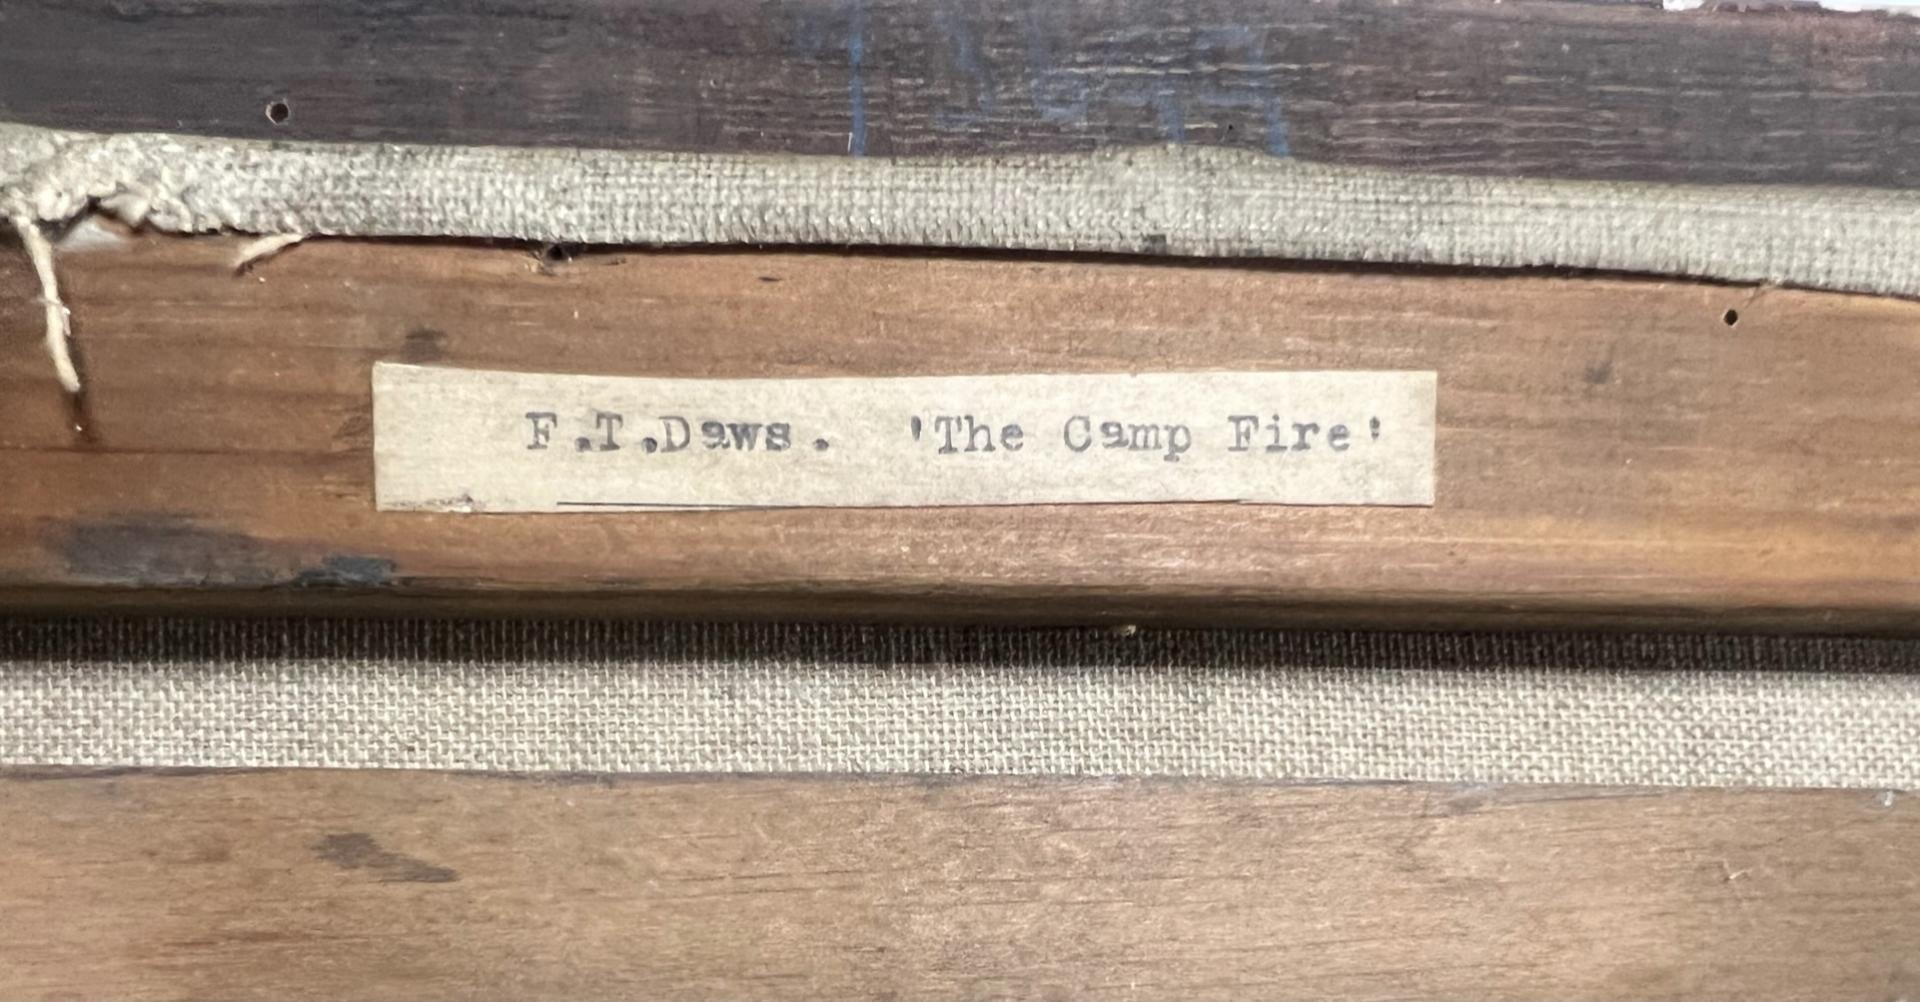 F.T.Daws. 'The Camp Fire'